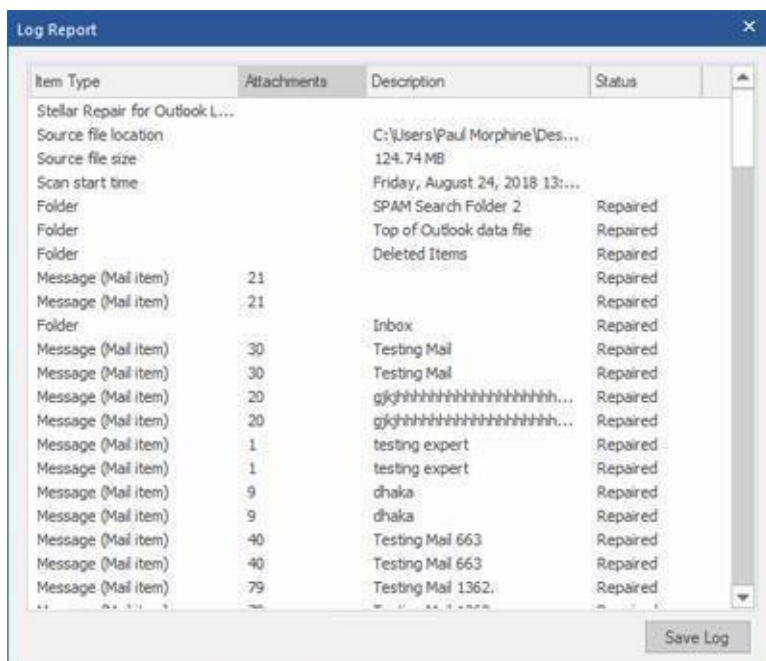 Log Report
Item Type Attachments Description Status
Stellar Repair for Outlook L...
Source file location C:\Users\Paul Morphine\Des...
Source file size 124.74 MB
Scan start time Friday, August 24, 2018 13:...
Folder SPAM Search Folder 2 Repaired
Folder Top of Outlook data file Repaired
Folder Deleted Items Repaired
Message (Mail item) 21 Repaired
Message (Mail item) 21 Repaired
Folder Inbox Repaired
Message (Mail item) 30 Testing Mail Repaired
Message (Mail item) 30 Testing Mail Repaired
Message (Mail item) 20 Repaired
Message (Mail item) 20 Repaired
Message (Mail item) 1 testing expert Repaired
Message (Mail item) 1 testing expert Repaired
Message (Mail item) 9 dhaka Repaired
Message (Mail item) 9 dhaka Repaired
Message (Mail item) 40 Testing Mail 663 Repaired
Message (Mail item) 40 Testing Mail 663 Repaired
Message (Mail item) 79 Testing Mail 1362. Repaired
Save Log